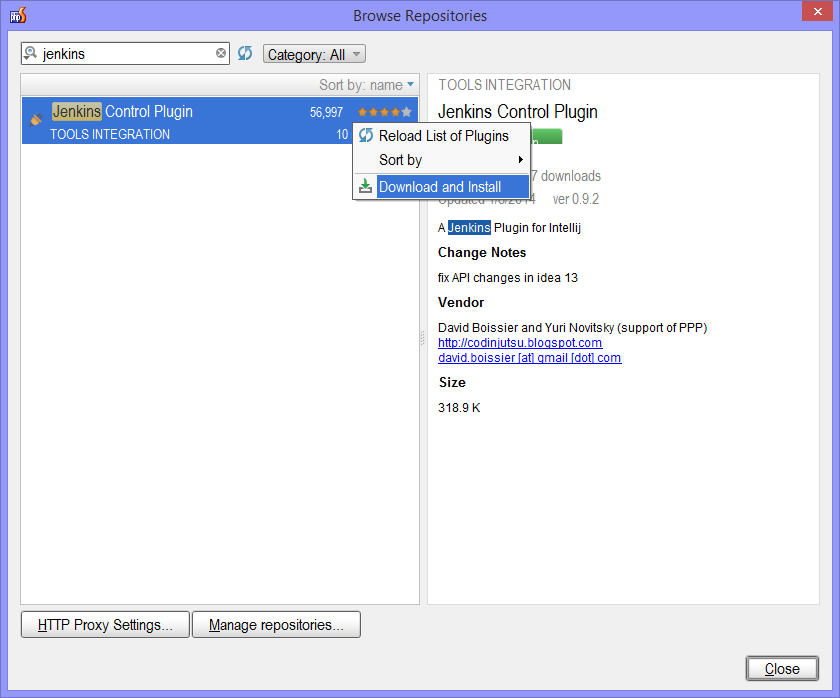 Browse Repositories
jenkins
Category: All
Sort by: name
Jenkins Control Plugin 56,997
TOOLS INTEGRATION 10
Reload List of Plugins
Sort by
Download and Install
TOOLS INTEGRATION
Jenkins Control Plugin
7 downloads
ver 0.9.2
A Jenkins Plugin for Intellij
Change Notes
fix API changes in idea 13
Vendor
David Boissier and Yuri Novitsky (support of PPP)
http://codinjutsu.blogspot.com
david.boissier [at] gmail [dot] com
Size
318.9 K
HTTP Proxy Settings...
Manage repositories...
Close